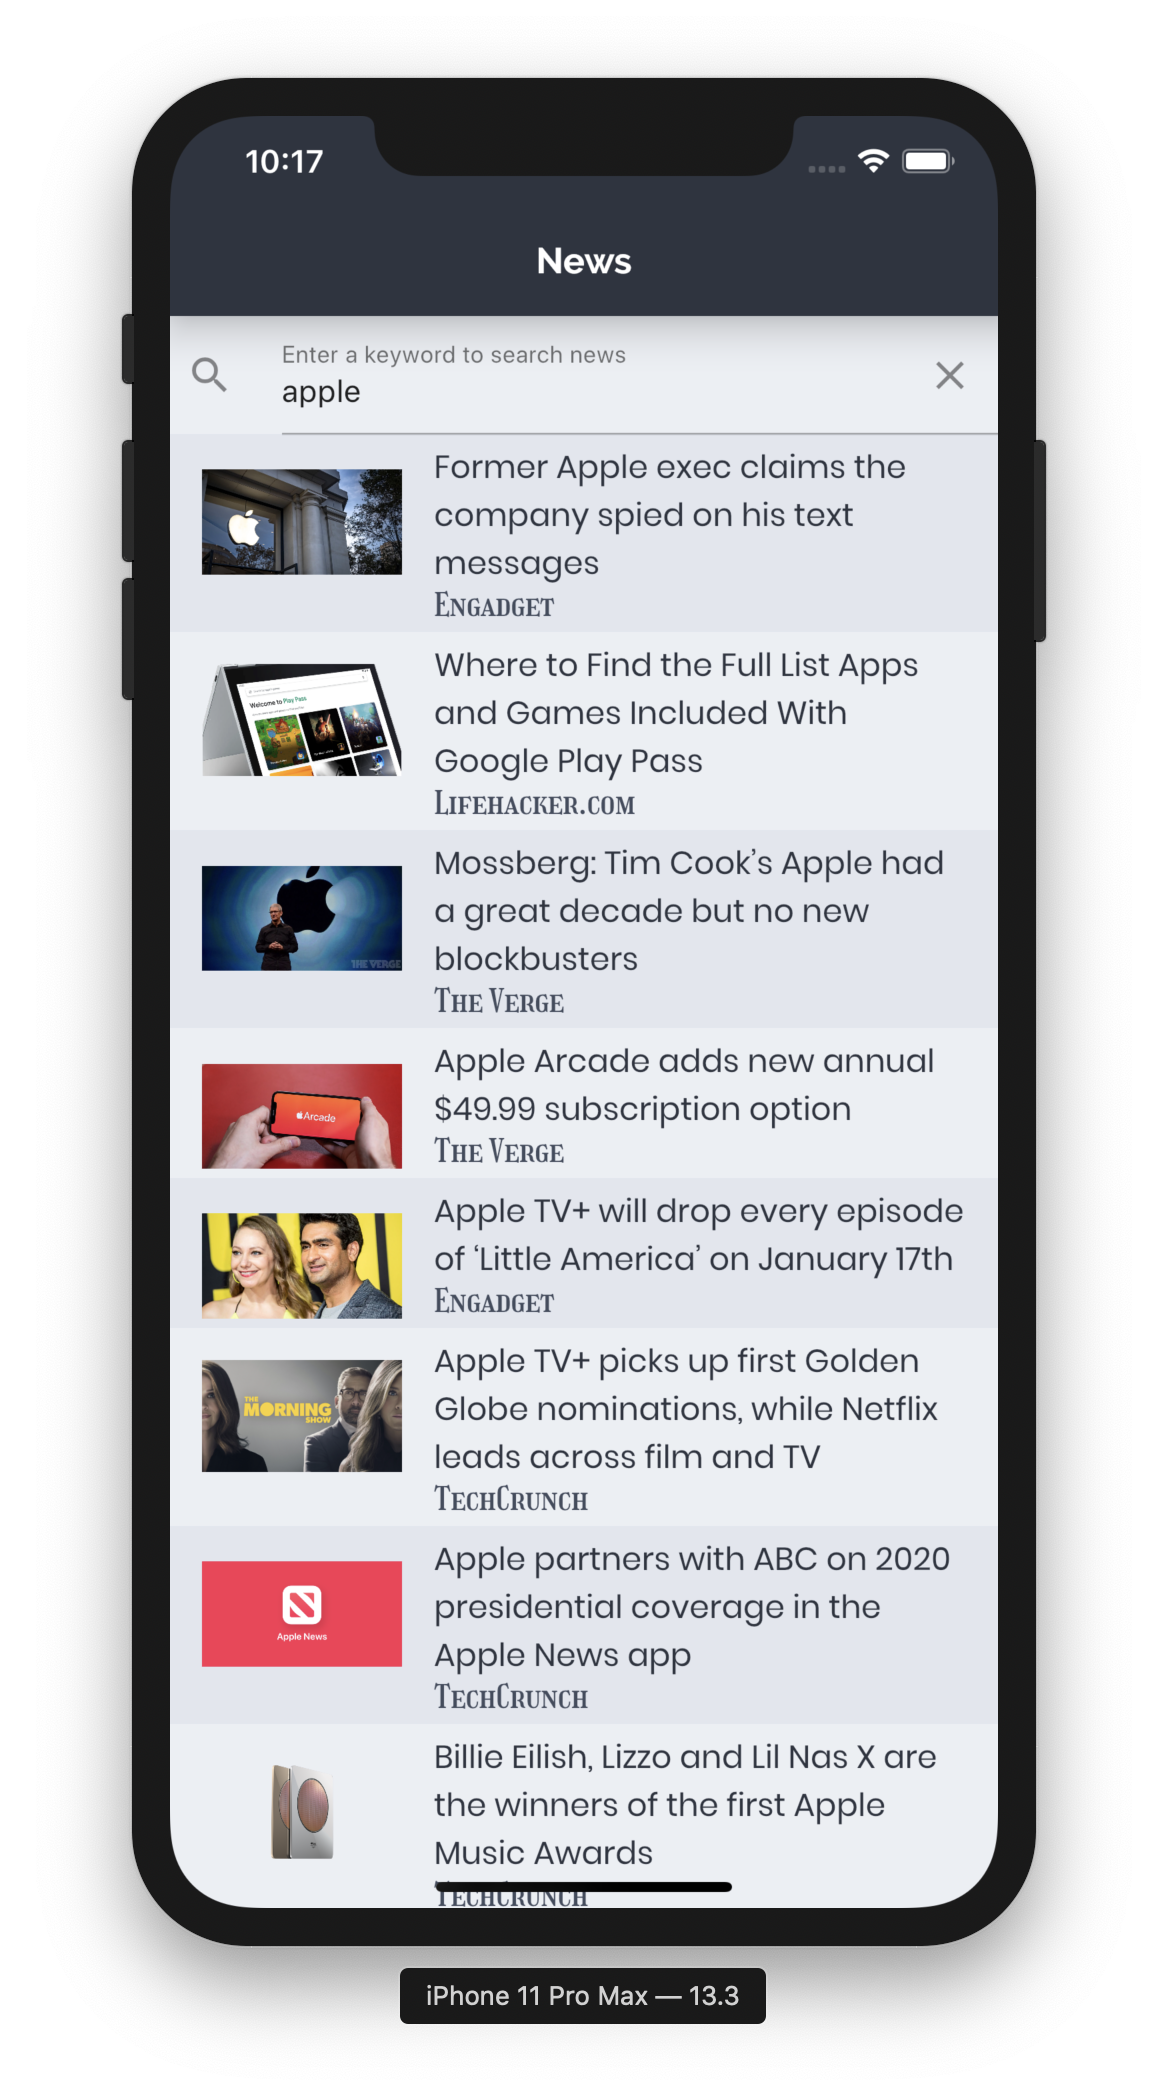 10:17
News
Enter a keyword to search news
apple
Former Apple exec claims the
company spied on his text
messages
Engadget
Where to Find the Full List Apps
and Games Included With
Google Play Pass
Lifehacker.com
Welcome to Play Pass
Mossberg: Tim Cook’s Apple had
a great decade but no new
blockbusters
The Verge
THE VERGE
Apple Arcade adds new annual
$49.99 subscription option
The Verge
Arcade
Apple TV+ will drop every episode
of ‘Little America’ on January 17th
Engadget
Apple TV+ picks up first Golden
Globe nominations, while Netflix
leads across film and TV
TechCrunch
THE
MORNING
SHOW
Apple partners with ABC on 2020
presidential coverage in the
Apple News app
TechCrunch
Apple News
Billie Eilish, Lizzo and Lil Nas X are
the winners of the first Apple
Music Awards
TechCrunch
iPhone 11 Pro Max — 13.3